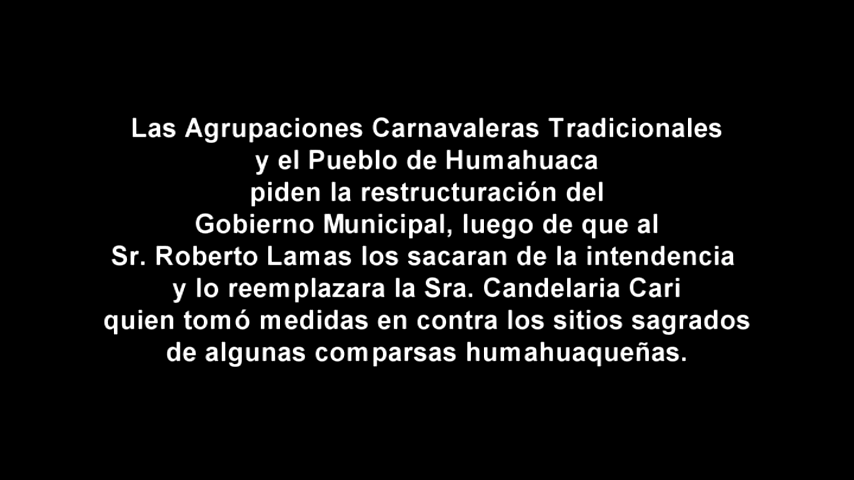 Las Agrupaciones Carnavaleras Tradicionales
y el Pueblo de Humahuaca
piden la restructuración del
Gobierno Municipal, luego de que al
Sr. Roberto Lamas los sacaran de la intendencia
y lo reemplazara la Sra. Candelaria Cari
quien tomó medidas en contra los sitios sagrados
de algunas comparsas humahuaqueñas.